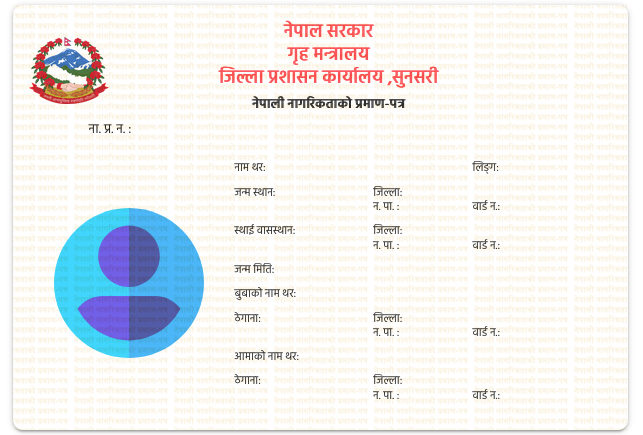 नेपाल सरकार
गृह मन्त्रालय
जिल्ला प्रशासन कार्यालय ,सुनसरी
नेपाली नागरिकताको प्रमाण-पत्र
ना. प्र. न. :
नाम थर: लिङ्ग:
जन्म स्थान: जिल्ला:
न. पा. : वार्ड न.:
स्थाई वासस्थान: जिल्ला:
न. पा. : वार्ड न.:
जन्म मिति:
बुबाको नाम थर:
ठेगाना: जिल्ला:
न. पा. : वार्ड न.:
आमाको नाम थर:
ठेगाना: जिल्ला:
न. पा. : वार्ड न.: